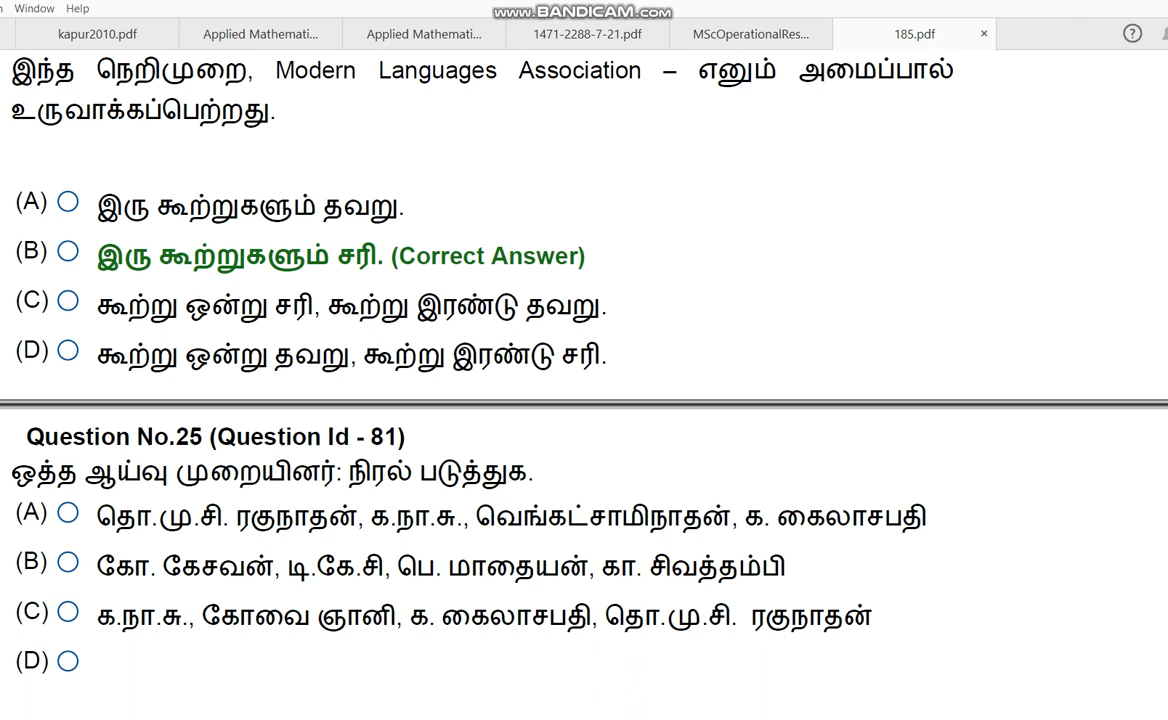 Window Help
www.BANDICAM.com
kapur2010.pdf
Applied Mathemati...
Applied Mathemati...
1471-2288-7-21.pdf
MScOperationalRes...
185.pdf ×
இந்த நெறிமுறை, Modern Languages Association – எனும் அமைப்பால்
உருவாக்கப்பெற்றது.
(A) இரு கூற்றுகளும் தவறு.
(B) இரு கூற்றுகளும் சரி. (Correct Answer)
(C) கூற்று ஒன்று சரி, கூற்று இரண்டு தவறு.
(D) கூற்று ஒன்று தவறு, கூற்று இரண்டு சரி.
Question No.25 (Question Id - 81)
ஒத்த ஆய்வு முறையினர்: நிரல் படுத்துக.
(A) தொ.மு.சி. ரகுநாதன், க.நா.சு., வெங்கட்சாமிநாதன், க. கைலாசபதி
(B) கோ. கேசவன், டி.கே.சி, பெ. மாதையன், கா. சிவத்தம்பி
(C) க.நா.சு., கோவை ஞானி, க. கைலாசபதி, தொ.மு.சி. ரகுநாதன்
(D)